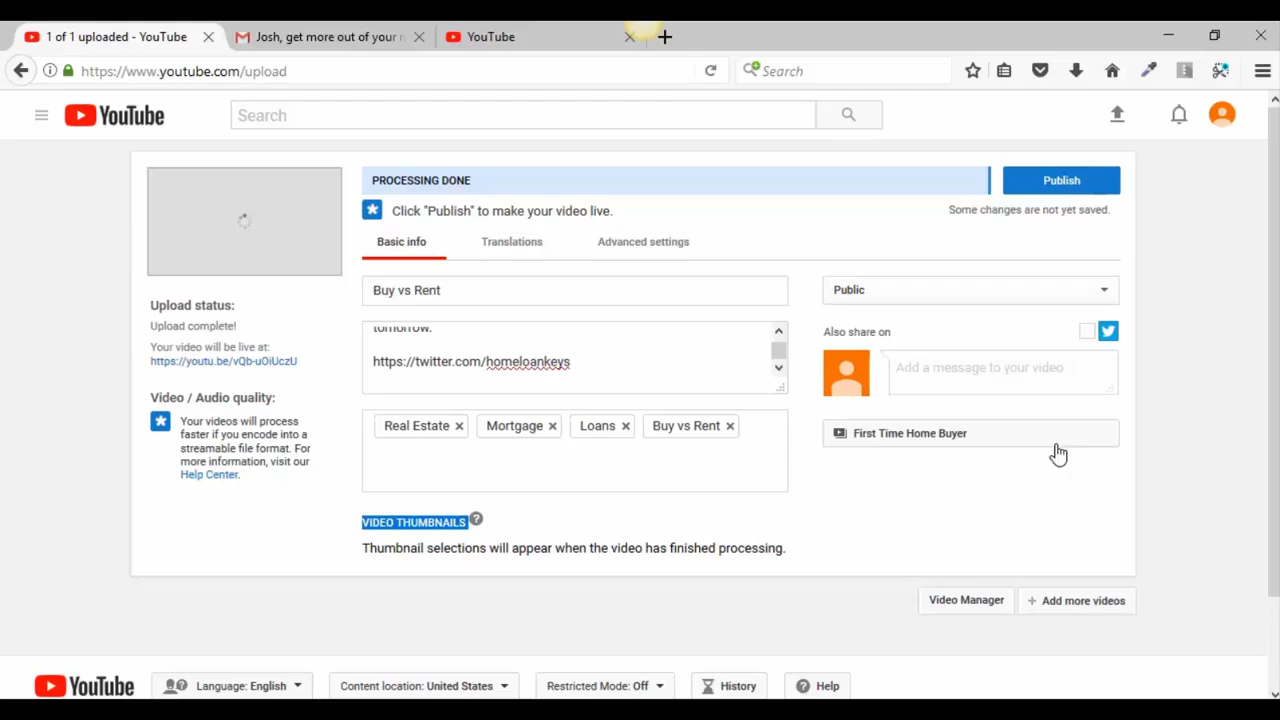 1 of 1 uploaded - YouTube
Josh, get more out of your
YouTube
https://www.youtube.com/upload
Search
YouTube
Search
PROCESSING DONE
Publish
Click "Publish" to make your video live.
Some changes are not yet saved.
Basic info
Translations
Advanced settings
Buy vs Rent
Public
Upload status:
Upload complete!
Your video will be live at:
https://youtu.be/vQb-uOiUczU
tomorrow.
https://twitter.com/homeloankeys
Also share on
Add a message to your video
Video / Audio quality:
Your videos will process
faster if you encode into a
streamable file format. For
more information, visit our
Help Center.
Real Estate
Mortgage
Loans
Buy vs Rent
First Time Home Buyer
VIDEO THUMBNAILS
Thumbnail selections will appear when the video has finished processing.
Video Manager
+ Add more videos
YouTube
Language: English
Content location: United States
Restricted Mode: Off
History
Help